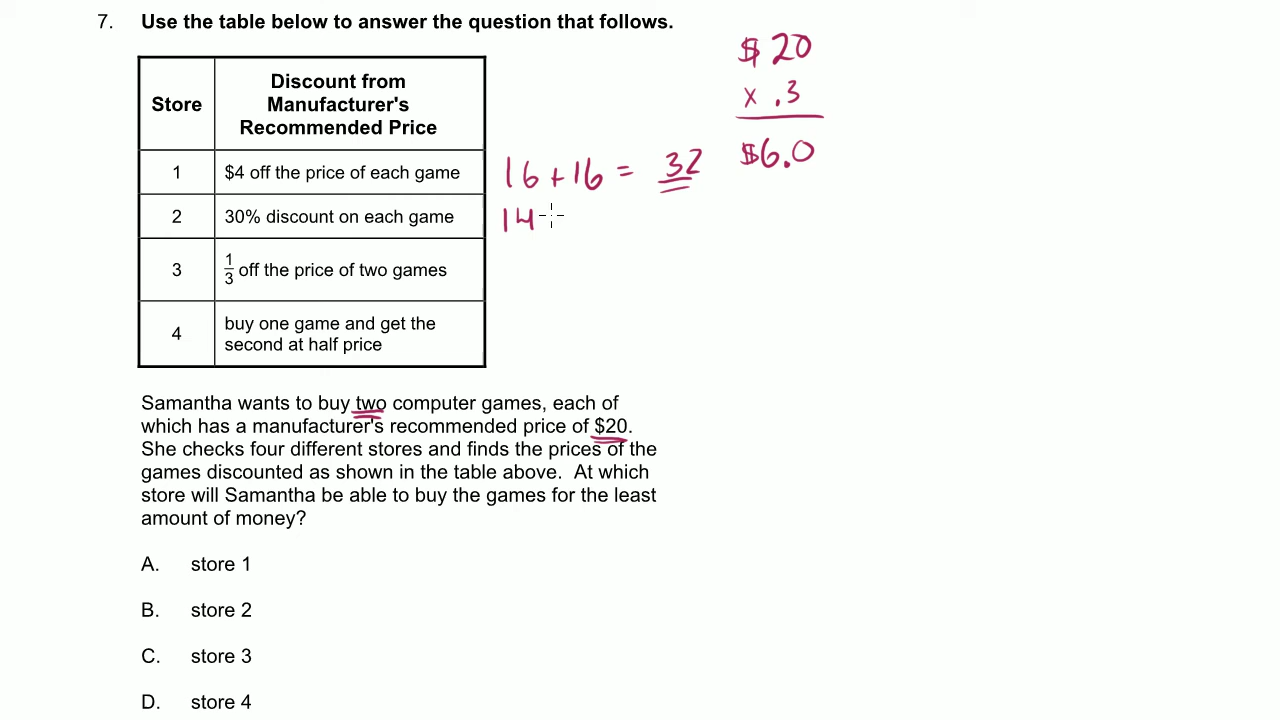 7. Use the table below to answer the question that follows.
Store
Discount from
Manufacturer's
Recommended Price
1 $4 off the price of each game
2 30% discount on each game
3 1/3 off the price of two games
4 buy one game and get the
second at half price
16 + 16 = 32
14
$20
x .3
$6.0
Samantha wants to buy two computer games, each of
which has a manufacturer's recommended price of $20.
She checks four different stores and finds the prices of the
games discounted as shown in the table above. At which
store will Samantha be able to buy the games for the least
amount of money?
A. store 1
B. store 2
C. store 3
D. store 4